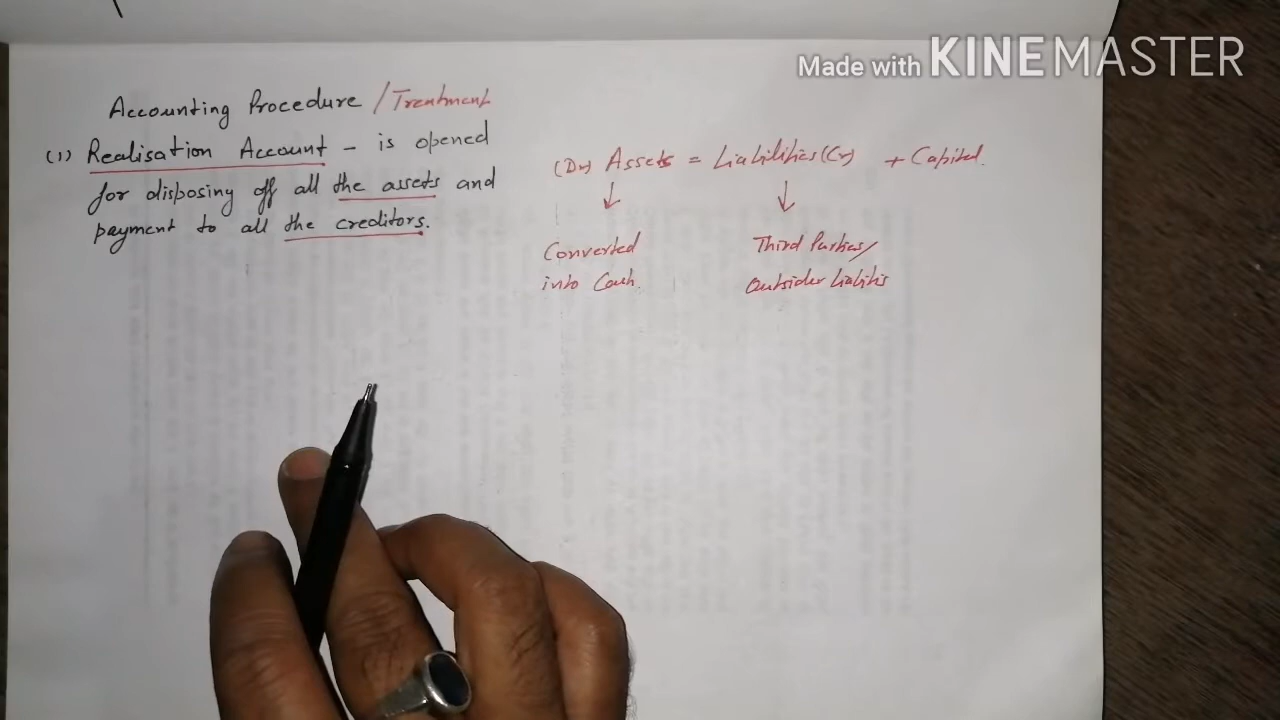 Made with KINEMASTER
Accounting Procedure / Treatment
(1) Realisation Account - is opened
for disposing off all the assets and
payment to all the creditors.
(Dr) Assets = Liabilities (Cr) + Capital.
↓ ↓
Converted
into Cash.
Third Parties/
Outsider Liabilitis